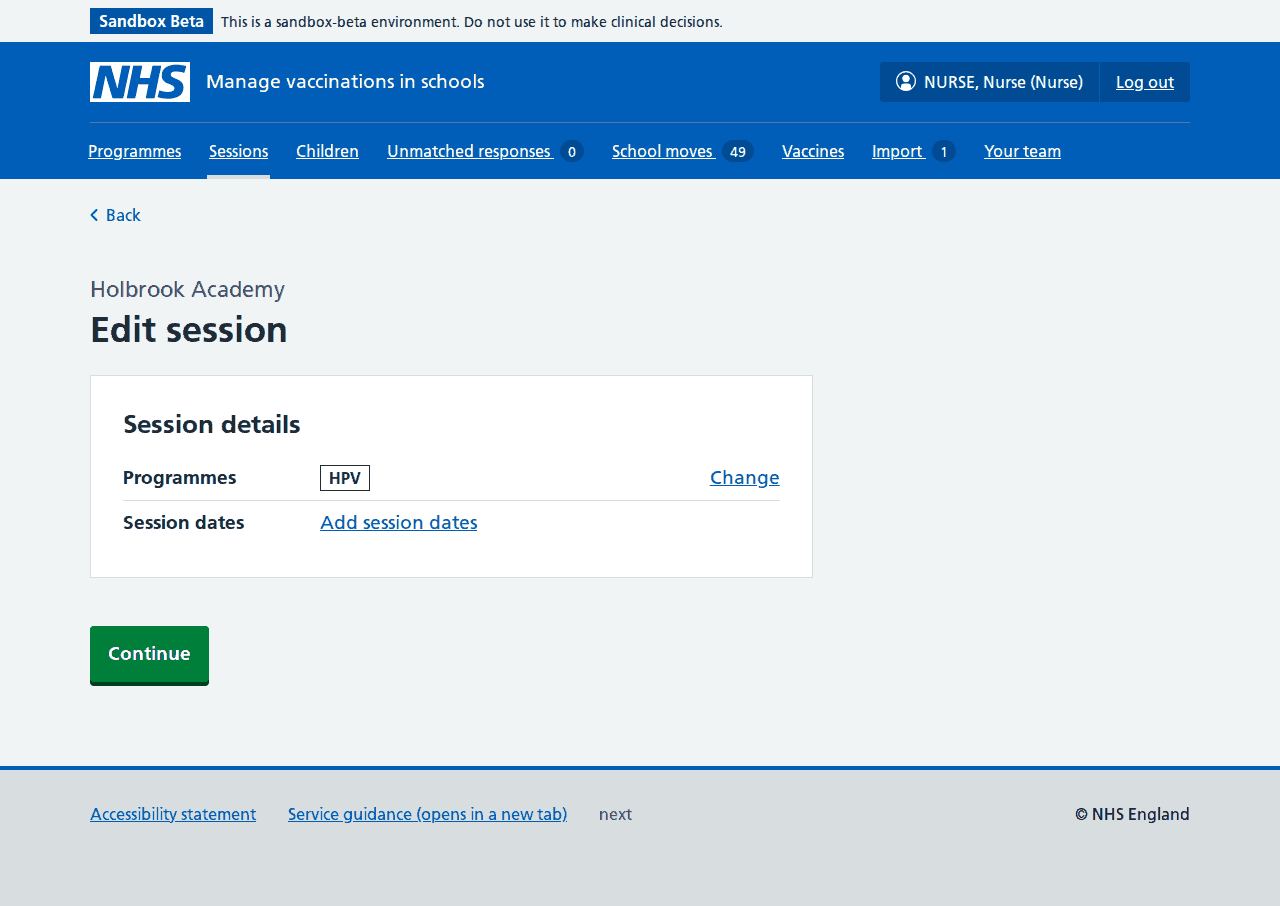 Sandbox Beta This is a sandbox-beta environment. Do not use it to make clinical decisions.
NHS Manage vaccinations in schools NURSE, Nurse (Nurse) Log out
Programmes Sessions Children Unmatched responses 0 School moves 49 Vaccines Import 1 Your team
Back
Holbrook Academy
Edit session
Session details
Programmes HPV Change
Session dates Add session dates
Continue
Accessibility statement Service guidance (opens in a new tab) next © NHS England